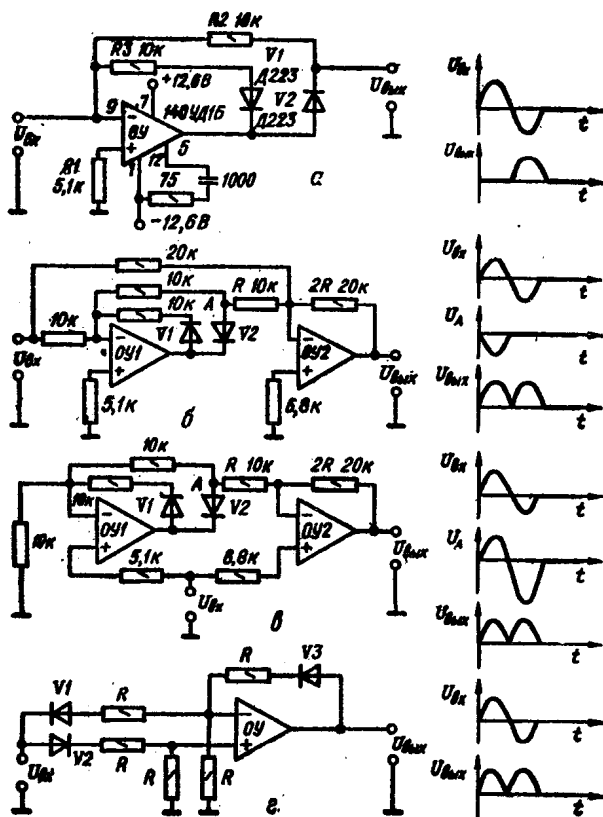 R2 10к
R3 10к
V1
+12,6В
Д223
V2
Uвх
9
7
140УД1Б
ОУ
Д223
Uвых
5
R1
5,1к
1
12
75
1000
а
−12,6В
Uвх
t
Uвых
t
20к
10к
A
R 10к
2R 20к
10к
10к
V1
V2
Uвх
ОУ1
ОУ2
Uвых
5,1к
6,8к
б
Uвх
t
UA
t
Uвых
t
10к
A
R 10к
2R 20к
10к
V1
V2
10к
ОУ1
ОУ2
Uвых
5,1к
6,8к
Uвх
в
Uвх
t
UA
t
Uвых
t
V1
R
R
V3
ОУ
V2
R
Uвх
R
R
Uвых
г
Uвх
t
Uвых
t